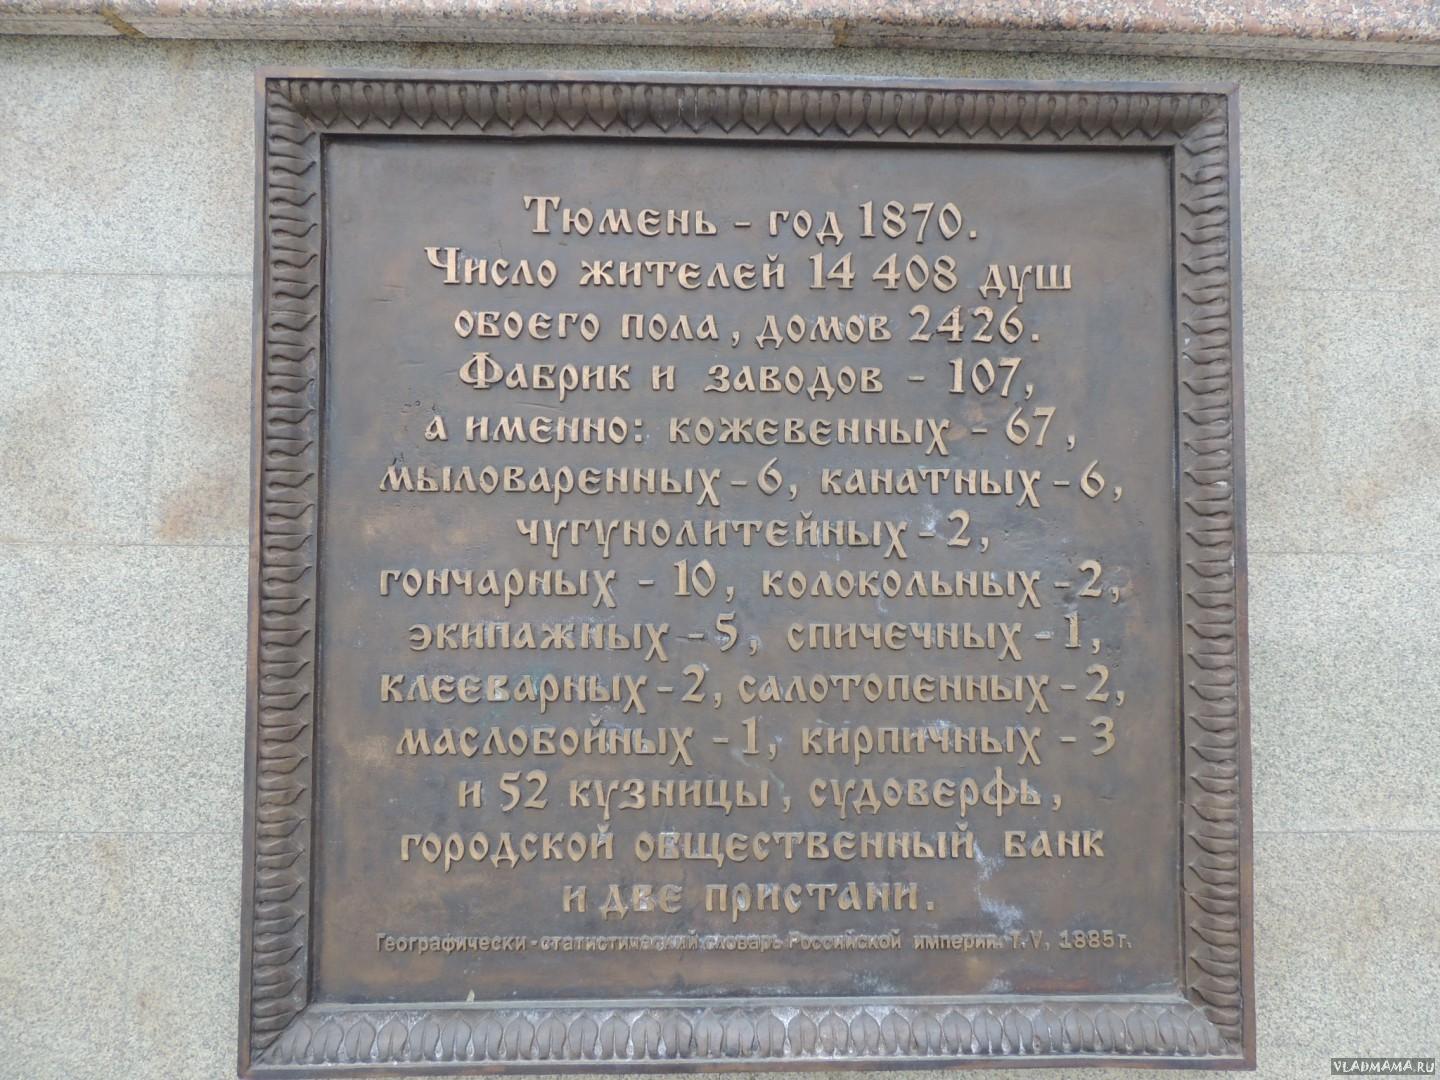 Тюмень - год 1870.
Число жителей 14 408 душ
обоего пола, домов 2426.
Фабрик и заводов - 107,
а именно: кожевенных - 67,
мыловаренных - 6, канатных - 6,
чугунолитейных - 2,
гончарных - 10, колокольных - 2,
экипажных - 5, спичечных - 1,
клееварных - 2, салотопенных - 2,
маслобойных - 1, кирпичных - 3
и 52 кузницы, судоверфь,
городской общественный банк
и две пристани.
Географически-статистический словарь Российской империи. Т. V, 1885 г.
VLADMAMA.RU